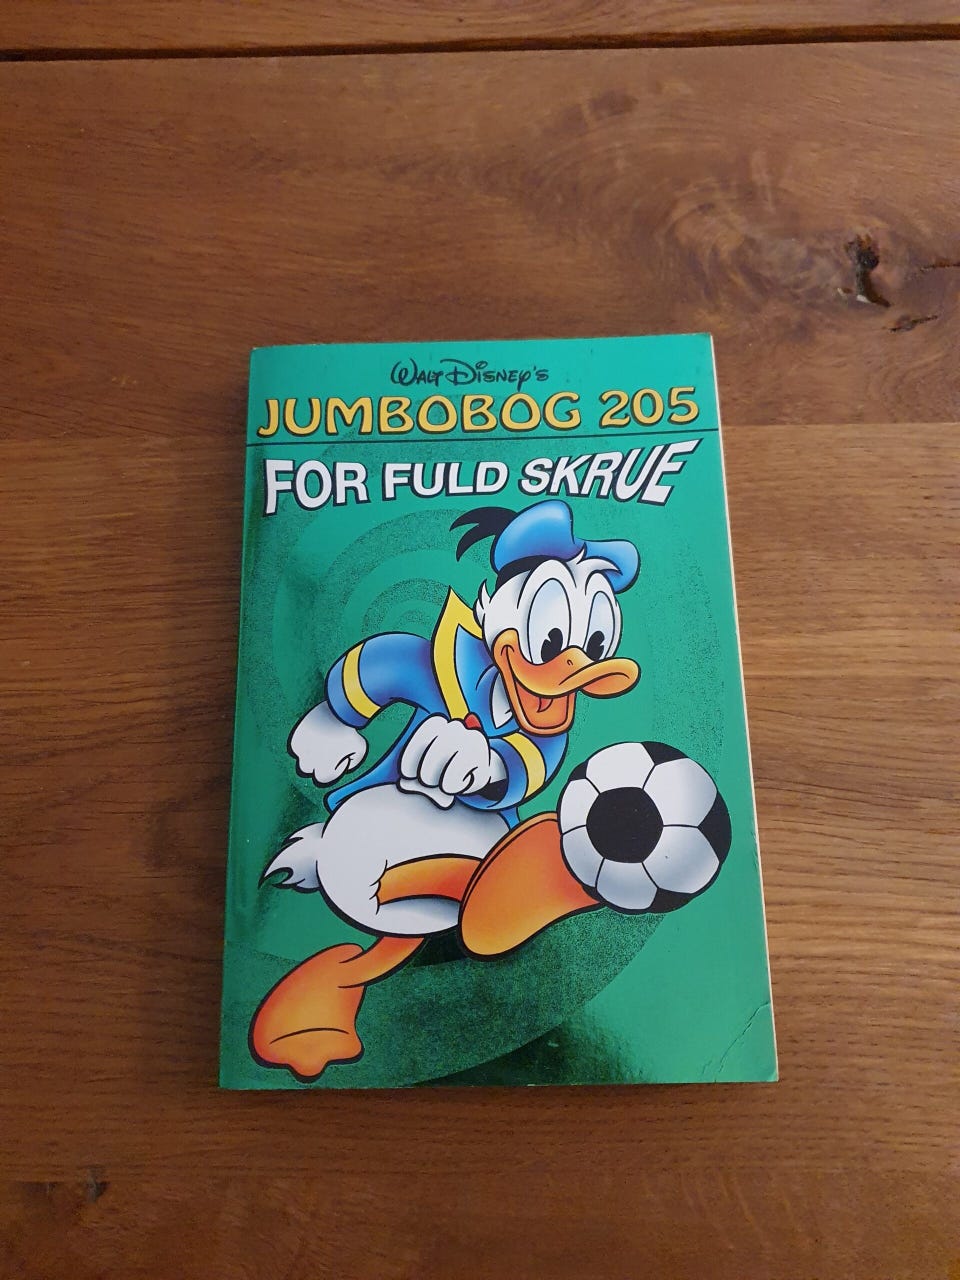 WALT DISNEY'S
JUMBOBOG 205
FOR FULD SKRUE